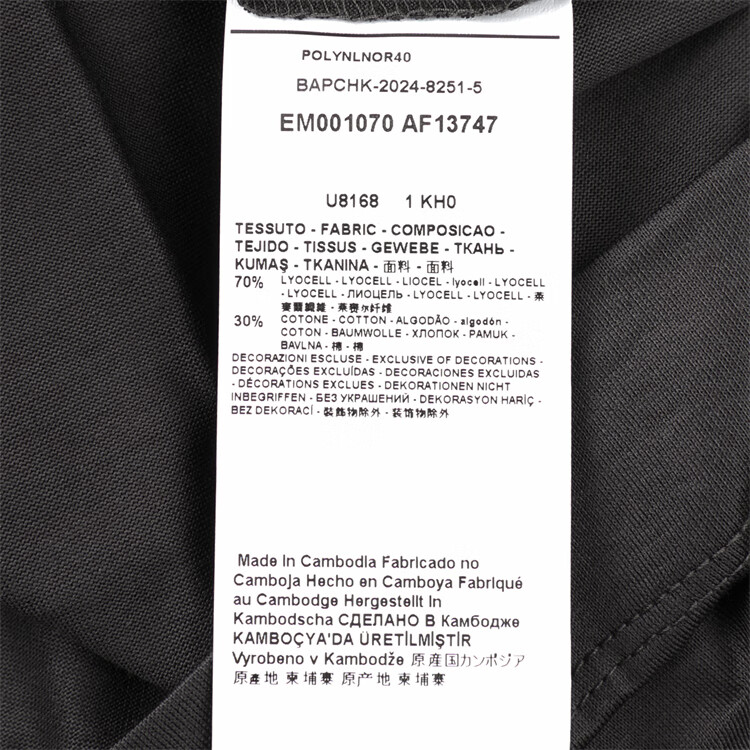 POLYNLNOR40
BAPCHK-2024-8251-5
EM001070 AF13747
U8168 1 KH0
TESSUTO - FABRIC - COMPOSICAO -
TEJIDO - TISSUS - GEWEBE - ТКАНЬ -
KUMAŞ - TKANINA - 面料 - 面料
70% LYOCELL - LYOCELL - LIOCEL - lyocell - LYOCELL
- LYOCELL - ЛИОЦЕЛЬ - LYOCELL - LYOCELL - 萊
賽爾纖維 - 莱赛尔纤维
30% COTONE - COTTON - ALGODÃO - algodón -
COTON - BAUMWOLLE - ХЛОПОК - PAMUK -
BAVLNA - 棉 - 棉
DECORAZIONI ESCLUSE - EXCLUSIVE OF DECORATIONS -
DECORAÇÕES EXCLUÍDAS - DECORACIONES EXCLUIDAS
- DÉCORATIONS EXCLUES - DEKORATIONEN NICHT
INBEGRIFFEN - БЕЗ УКРАШЕНИЙ - DEKORASYON HARİÇ -
BEZ DEKORACÍ - 裝飾物除外 - 装饰物除外
Made in Cambodia Fabricado no
Camboja Hecho en Camboya Fabriqué
au Cambodge Hergestellt in
Kambodscha СДЕЛАНО В Камбодже
KAMBOÇYA'DA ÜRETİLMİŞTİR
Vyrobeno v Kambodže 原産国カンボジア
原產地 柬埔寨 原产地 柬埔寨